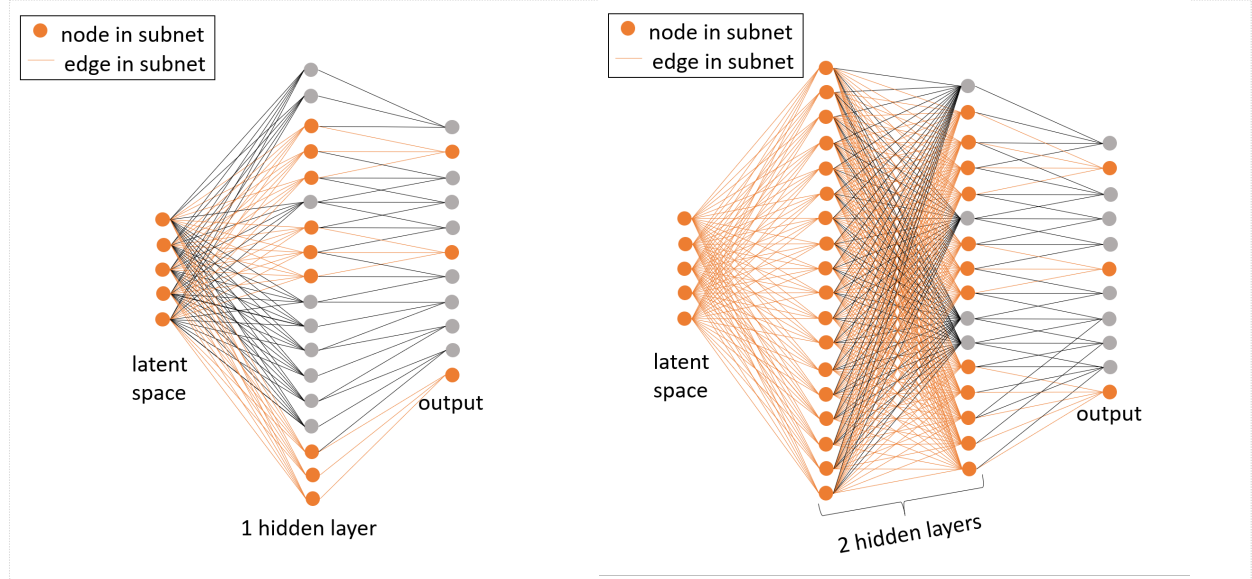 node in subnet
edge in subnet
latent
space
output
1 hidden layer
node in subnet
edge in subnet
latent
space
output
2 hidden layers